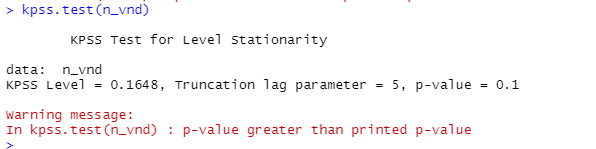 > kpss.test(n_vnd)
KPSS Test for Level Stationarity
data:  n_vnd
KPSS Level = 0.1648, Truncation lag parameter = 5, p-value = 0.1
Warning message:
In kpss.test(n_vnd) : p-value greater than printed p-value
>